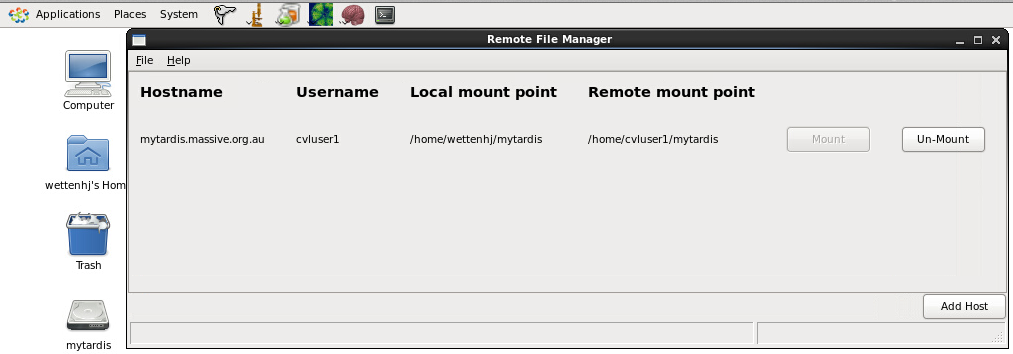 Applications Places System
Remote File Manager
File Help
Hostname Username Local mount point Remote mount point
mytardis.massive.org.au cvluser1 /home/wettenhj/mytardis /home/cvluser1/mytardis Mount Un-Mount
Add Host
Computer
wettenhj's Hom
Trash
mytardis